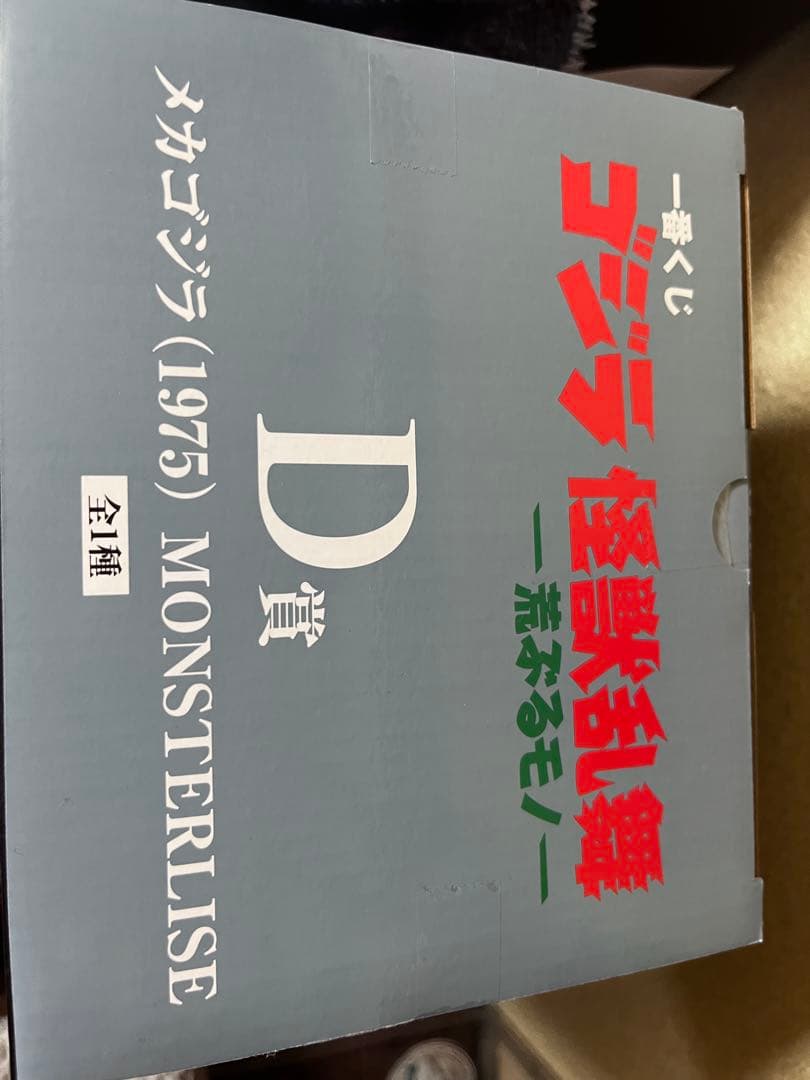 一番くじ
ゴジラ 怪獣乱舞
ー荒ぶるモノー
D賞
メカゴジラ(1975) MONSTERLISE
全1種